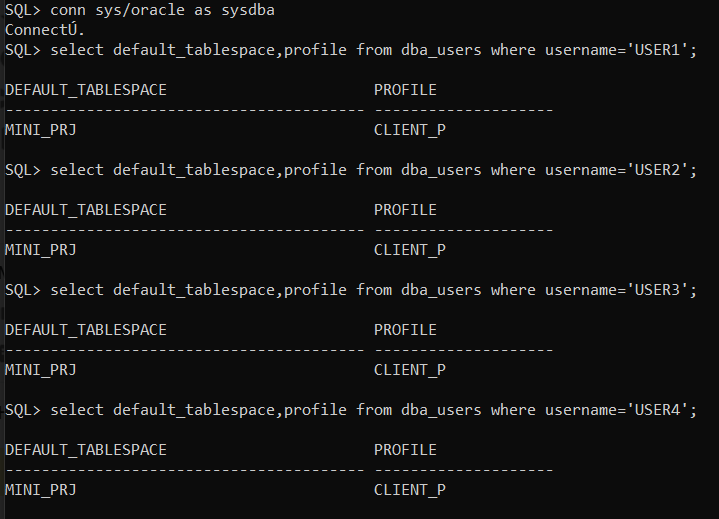 SQL> conn sys/oracle as sysdba
ConnectÚ.
SQL> select default_tablespace,profile from dba_users where username='USER1';
DEFAULT_TABLESPACE                       PROFILE
---------------------------------------- --------------------
MINI_PRJ                                 CLIENT_P
SQL> select default_tablespace,profile from dba_users where username='USER2';
DEFAULT_TABLESPACE                       PROFILE
---------------------------------------- --------------------
MINI_PRJ                                 CLIENT_P
SQL> select default_tablespace,profile from dba_users where username='USER3';
DEFAULT_TABLESPACE                       PROFILE
---------------------------------------- --------------------
MINI_PRJ                                 CLIENT_P
SQL> select default_tablespace,profile from dba_users where username='USER4';
DEFAULT_TABLESPACE                       PROFILE
---------------------------------------- --------------------
MINI_PRJ                                 CLIENT_P